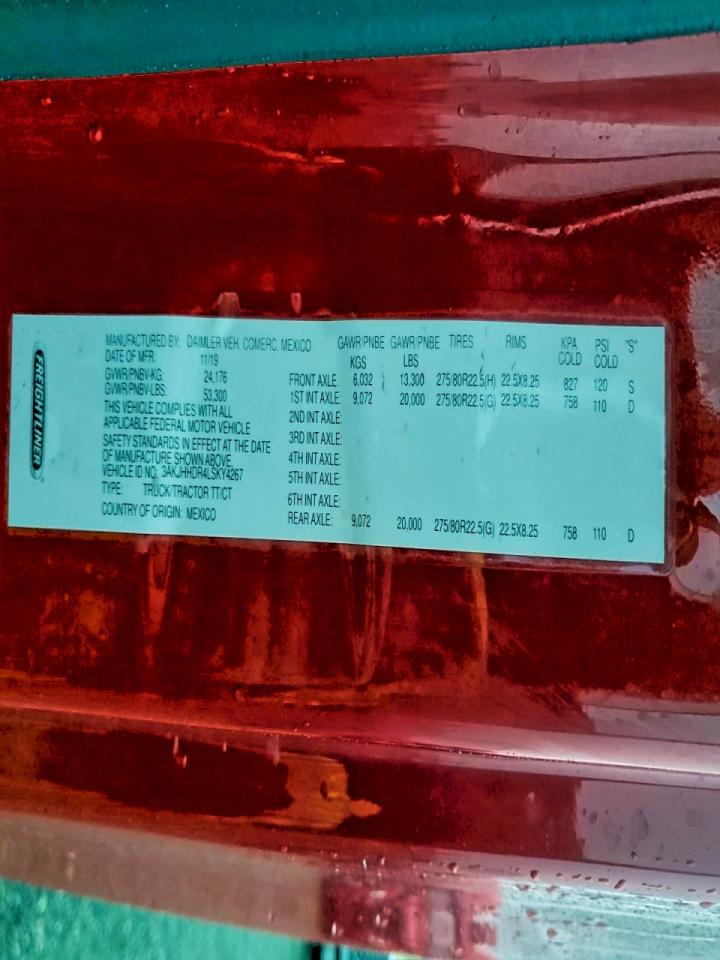 FREIGHTLINER
MANUFACTURED BY: DAIMLER VEH. COMERC. MEXICO
DATE OF MFR: 11/19
GVWR/PNBV-KG: 24,176
GVWR/PNBV-LBS: 53,300
THIS VEHICLE COMPLIES WITH ALL
APPLICABLE FEDERAL MOTOR VEHICLE
SAFETY STANDARDS IN EFFECT AT THE DATE
OF MANUFACTURE SHOWN ABOVE.
VEHICLE ID NO: 3AKJHHDR4LSKY4267
TYPE: TRUCK/TRACTOR TT/CT
COUNTRY OF ORIGIN: MEXICO
GAWR/PNBE GAWR/PNBE TIRES RIMS KPA PSI "S"
KGS LBS COLD COLD
FRONT AXLE: 6,032 13,300 275/80R22.5(H) 22.5X8.25 827 120 S
1ST INT AXLE: 9,072 20,000 275/80R22.5(G) 22.5X8.25 758 110 D
2ND INT AXLE:
3RD INT AXLE:
4TH INT AXLE:
5TH INT AXLE:
6TH INT AXLE:
REAR AXLE: 9,072 20,000 275/80R22.5(G) 22.5X8.25 758 110 D